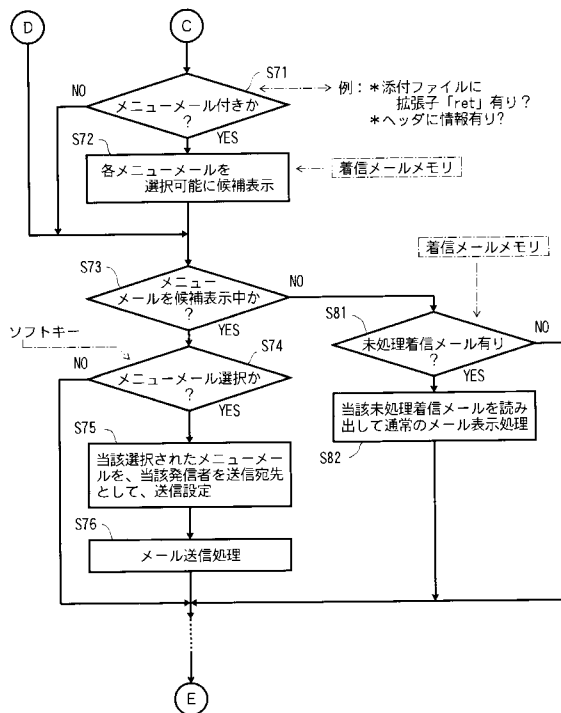 D
C
S71
NO
メニューメール付きか
?
YES
例：＊添付ファイルに
拡張子「ret」有り？
＊ヘッダに情報有り?
S72
各メニューメールを
選択可能に候補表示
着信メールメモリ
S73
メニュー
メールを候補表示中か
?
NO
YES
着信メールメモリ
S81
未処理着信メール有り
?
NO
YES
ソフトキー
S74
NO
メニューメール選択か
?
YES
当該未処理着信メールを読み
出して通常のメール表示処理
S82
S75
当該選択されたメニューメー
ルを、当該発信者を送信宛先
として、送信設定
S76
メール送信処理
E